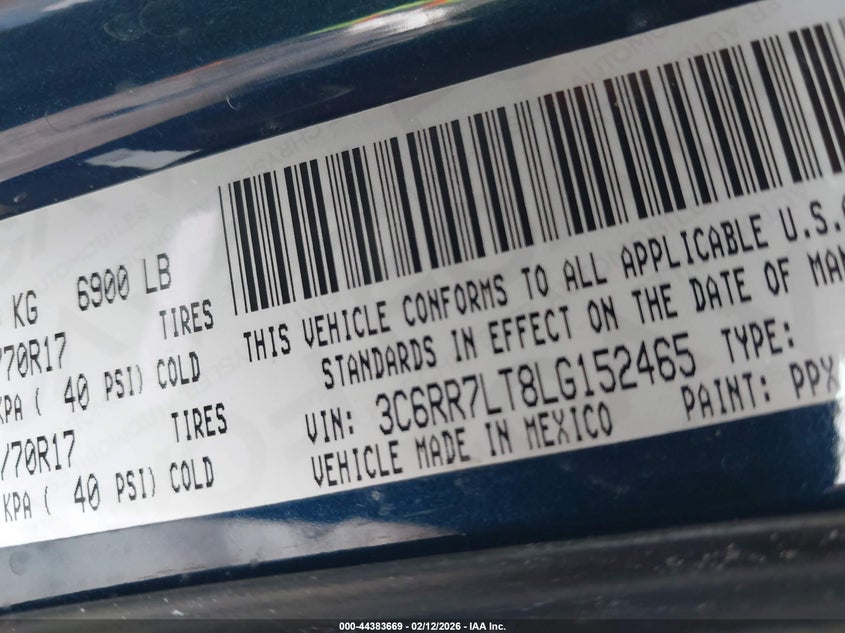 KG 6900 LB
/70R17 TIRES
KPA ( 40 PSI) COLD
/70R17 TIRES
KPA ( 40 PSI) COLD
THIS VEHICLE CONFORMS TO ALL APPLICABLE U.S.
STANDARDS IN EFFECT ON THE DATE OF MAN
VIN: 3C6RR7LT8LG152465 TYPE:
VEHICLE MADE IN MEXICO PAINT: PPX
000-44383669 - 02/12/2026 - IAA Inc.